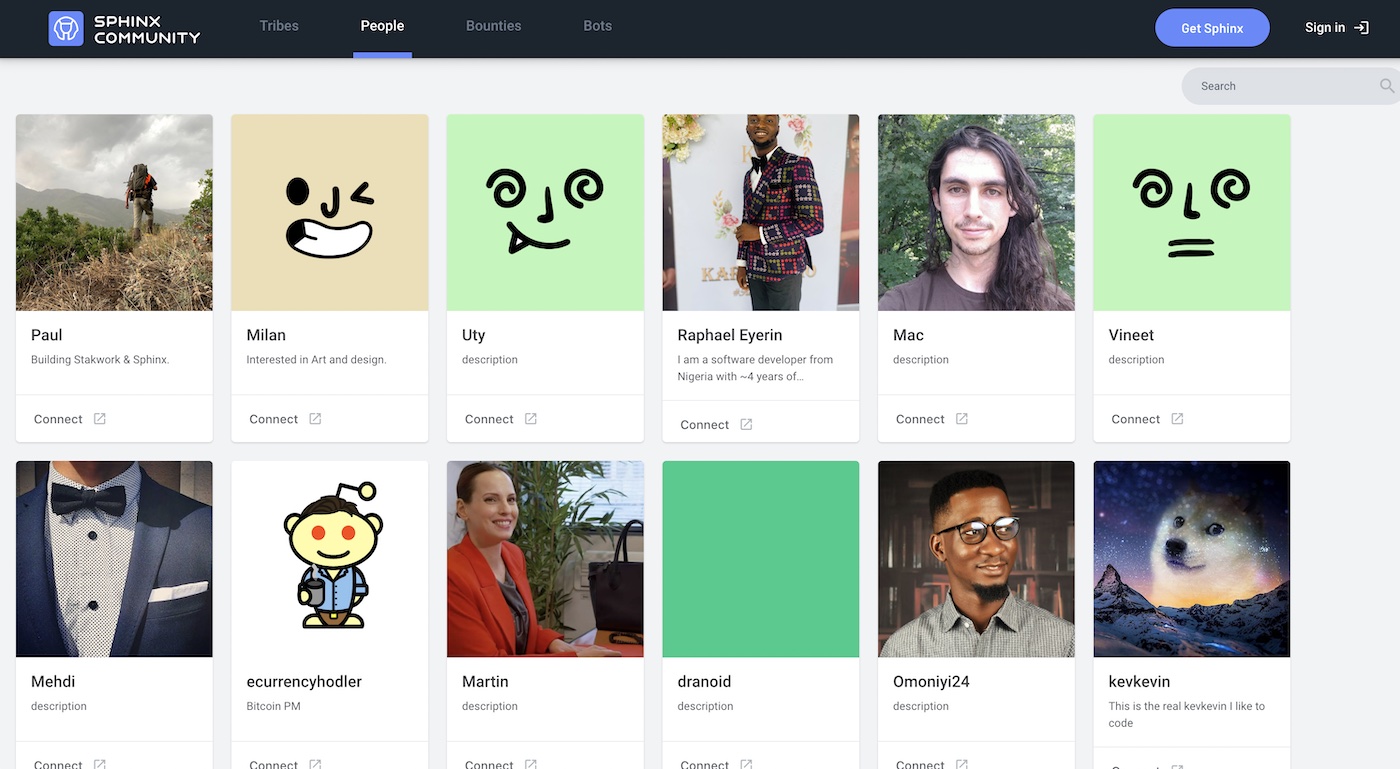 SPHINX
COMMUNITY
Tribes
People
Bounties
Bots
Get Sphinx
Sign in
Search
Paul
Building Stakwork & Sphinx.
Connect
Milan
Interested in Art and design.
Connect
Uty
description
Connect
Raphael Eyerin
I am a software developer from
Nigeria with ~4 years of...
Connect
Mac
description
Connect
Vineet
description
Connect
Mehdi
description
Connect
ecurrencyhodler
Bitcoin PM
Connect
Martin
description
Connect
dranoid
description
Connect
Omoniyi24
description
Connect
kevkevin
This is the real kevkevin I like to
code